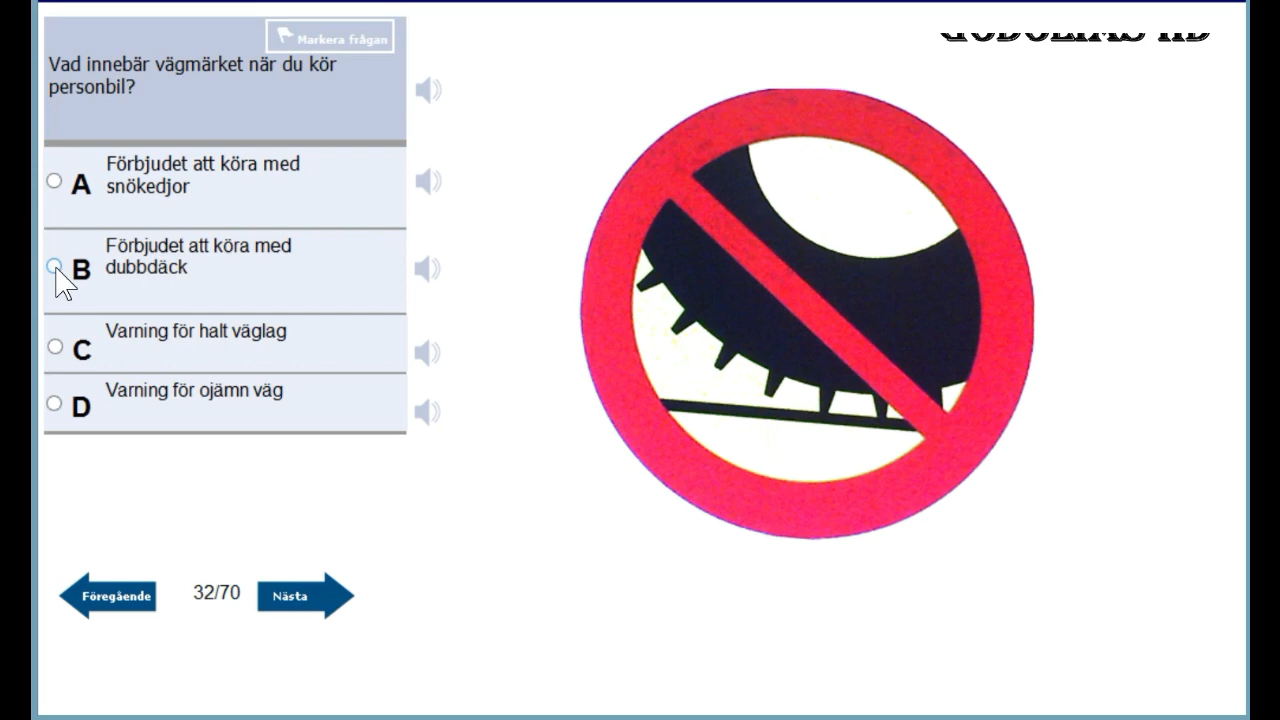 Markera frågan
Vad innebär vägmärket när du kör
personbil?
A
Förbjudet att köra med
snökedjor
B
Förbjudet att köra med
dubbdäck
C
Varning för halt väglag
D
Varning för ojämn väg
Föregående
32/70
Nästa